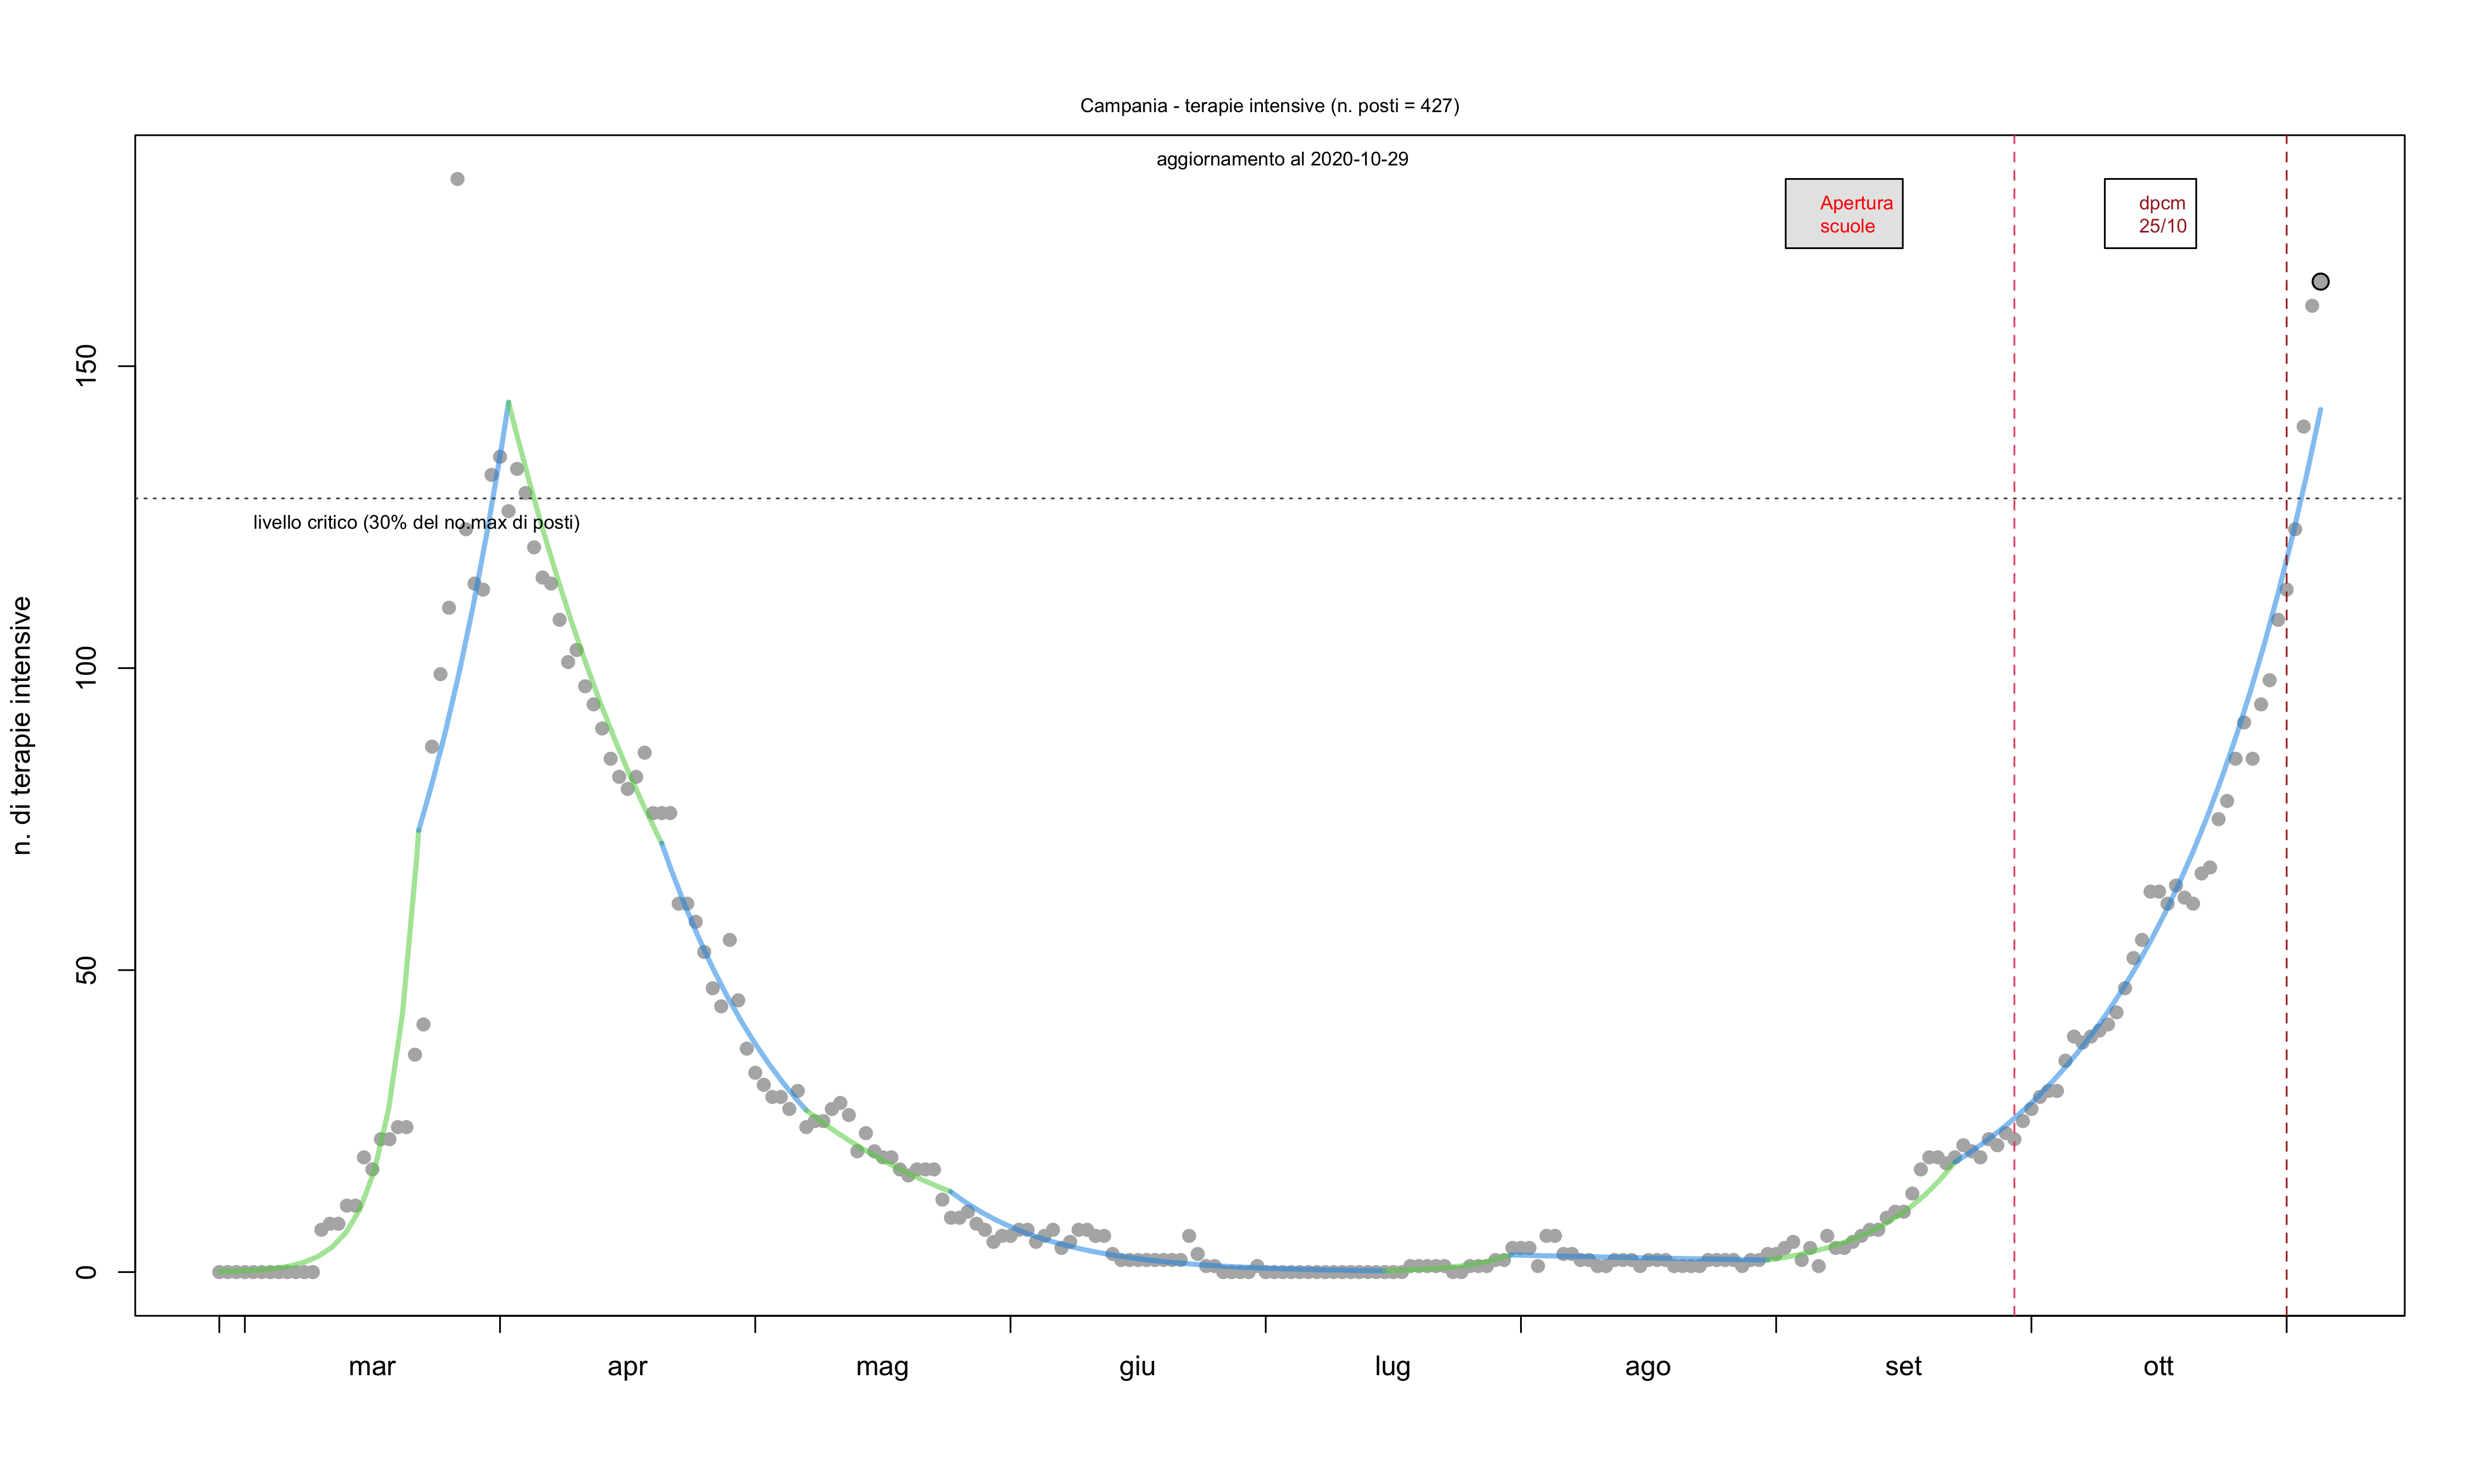 Campania - terapie intensive (n. posti = 427)
aggiornamento al 2020-10-29
Apertura
scuole
dpcm
25/10
livello critico (30% del no.max di posti)
n. di terapie intensive
150
100
50
0
mar
apr
mag
giu
lug
ago
set
ott